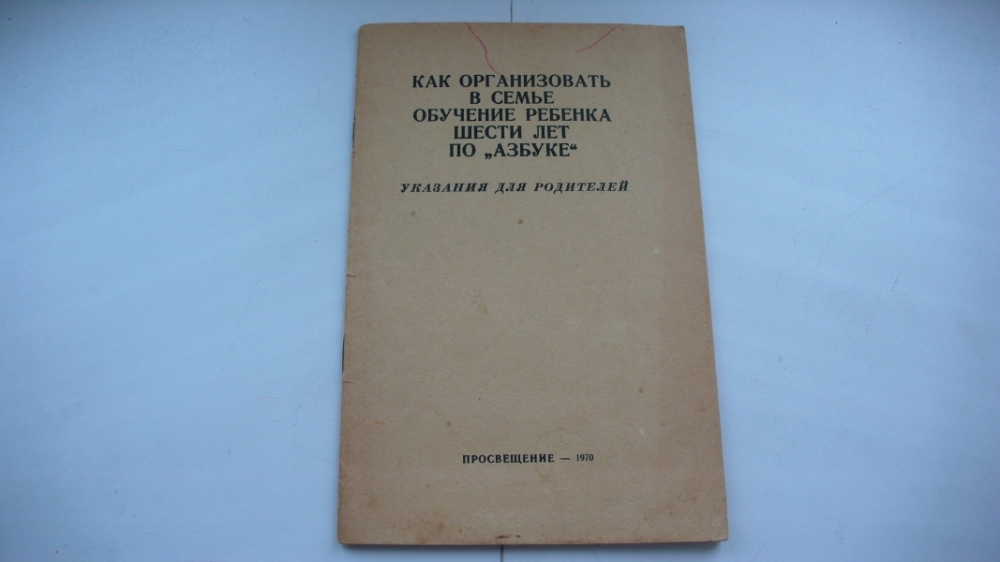 КАК ОРГАНИЗОВАТЬ
В СЕМЬЕ
ОБУЧЕНИЕ РЕБЕНКА
ШЕСТИ ЛЕТ
ПО „АЗБУКЕ“
УКАЗАНИЯ ДЛЯ РОДИТЕЛЕЙ
ПРОСВЕЩЕНИЕ — 1970